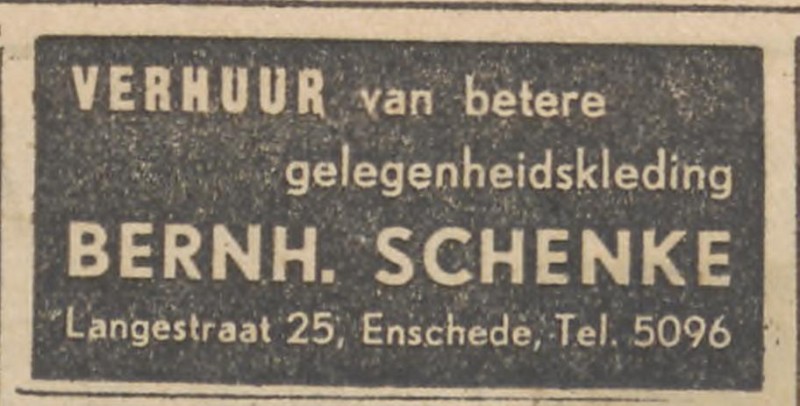 VERHUUR van betere
gelegenheidskleding
BERNH. SCHENKE
Langestraat 25, Enschede, Tel. 5096